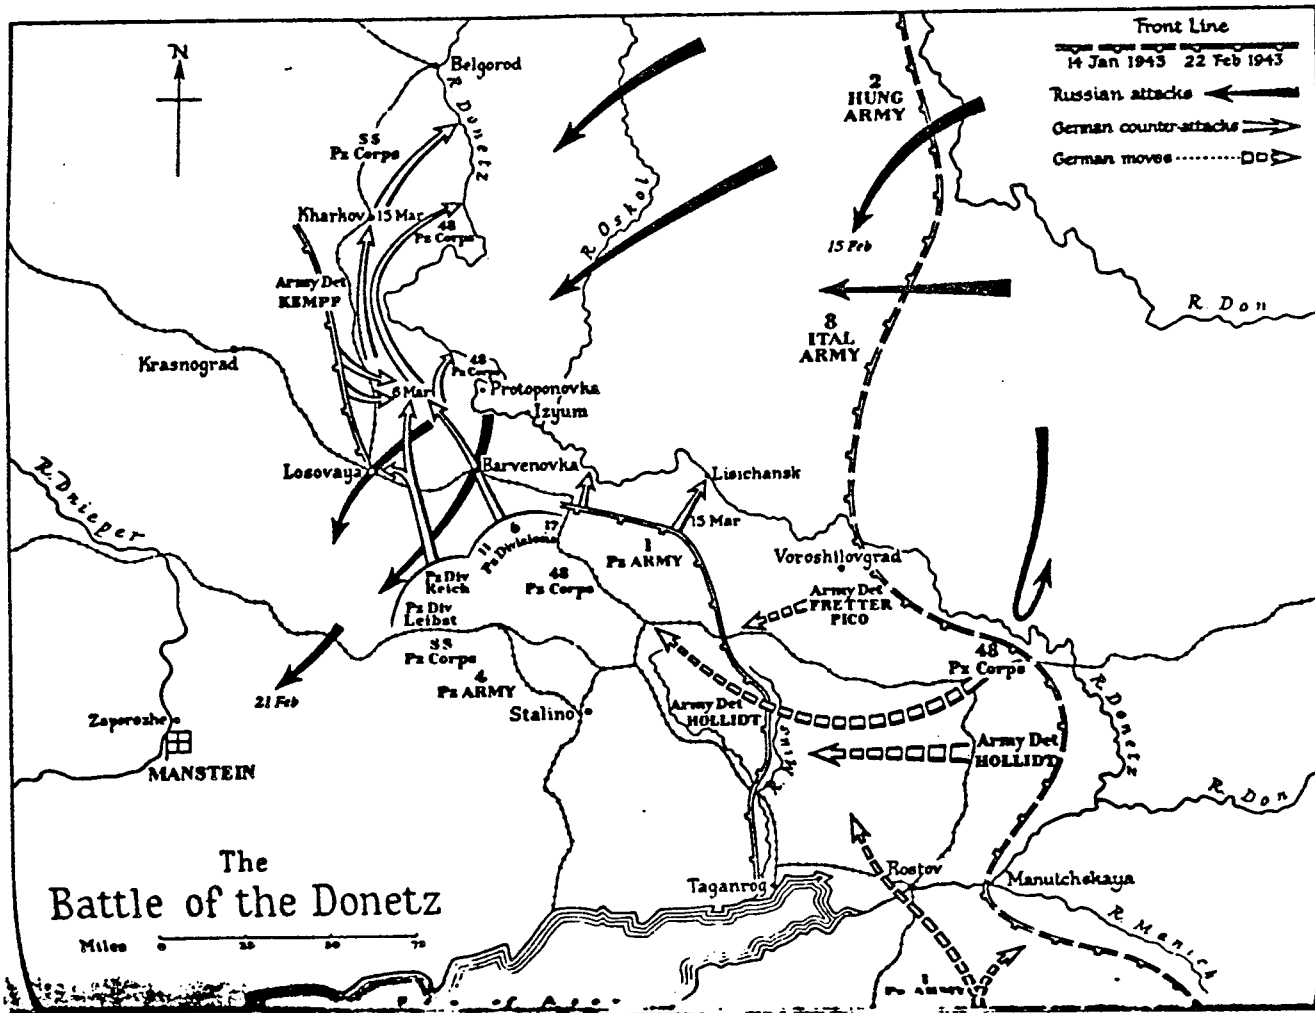 Front Line
14 Jan 1943 22 Feb 1943
Russian attacks
German counter-attacks
German moves
N
Belgorod
R. Donetz
SS
Pz Corps
Kharkov
15 Mar
48
Pz Corps
Army Det
KEMPF
R. Oskol
2
HUNG
ARMY
15 Feb
8
ITAL
ARMY
R. Don
Krasnograd
6 Mar
48
Pz Corps
Protoponovka
Izyum
Losovaya
Barvenovka
Lisichansk
15 Mar
R. Dnieper
11 6 17
Pz Divisions
1
Pz ARMY
Voroshilovgrad
Pz Div
Reich
Pz Div
Leibst
48
Pz Corps
Army Det
FRETTER
PICO
SS
Pz Corps
4
Pz ARMY
48
Pz Corps
21 Feb
Stalino
Army Det
HOLLIDT
R. Mius
Army Det
HOLLIDT
R. Donetz
Zaporozhe
MANSTEIN
R. Don
The
Battle of the Donetz
Miles 0 25 50 75
Taganrog
Rostov
Manutchskaya
R. Manich
1
Pz ARMY